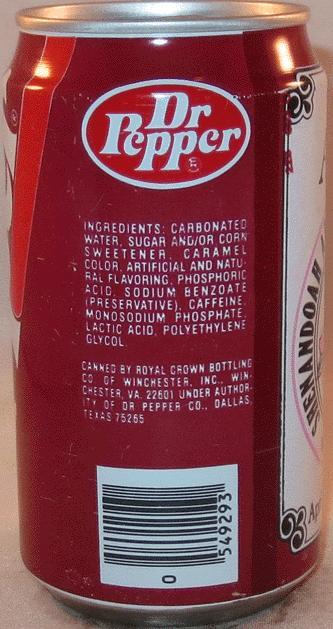 Dr
Pepper
®
INGREDIENTS: CARBONATED
WATER, SUGAR AND/OR CORN
SWEETENER, CARAMEL
COLOR, ARTIFICIAL AND NATU-
RAL FLAVORING, PHOSPHORIC
ACID, SODIUM BENZOATE
(PRESERVATIVE), CAFFEINE,
MONOSODIUM PHOSPHATE,
LACTIC ACID, POLYETHYLENE
GLYCOL.
CANNED BY ROYAL CROWN BOTTLING
CO. OF WINCHESTER, INC., WIN-
CHESTER, VA. 22601 UNDER AUTHOR-
ITY OF DR PEPPER CO., DALLAS,
TEXAS 75265
0
549293
SHENANDOAH